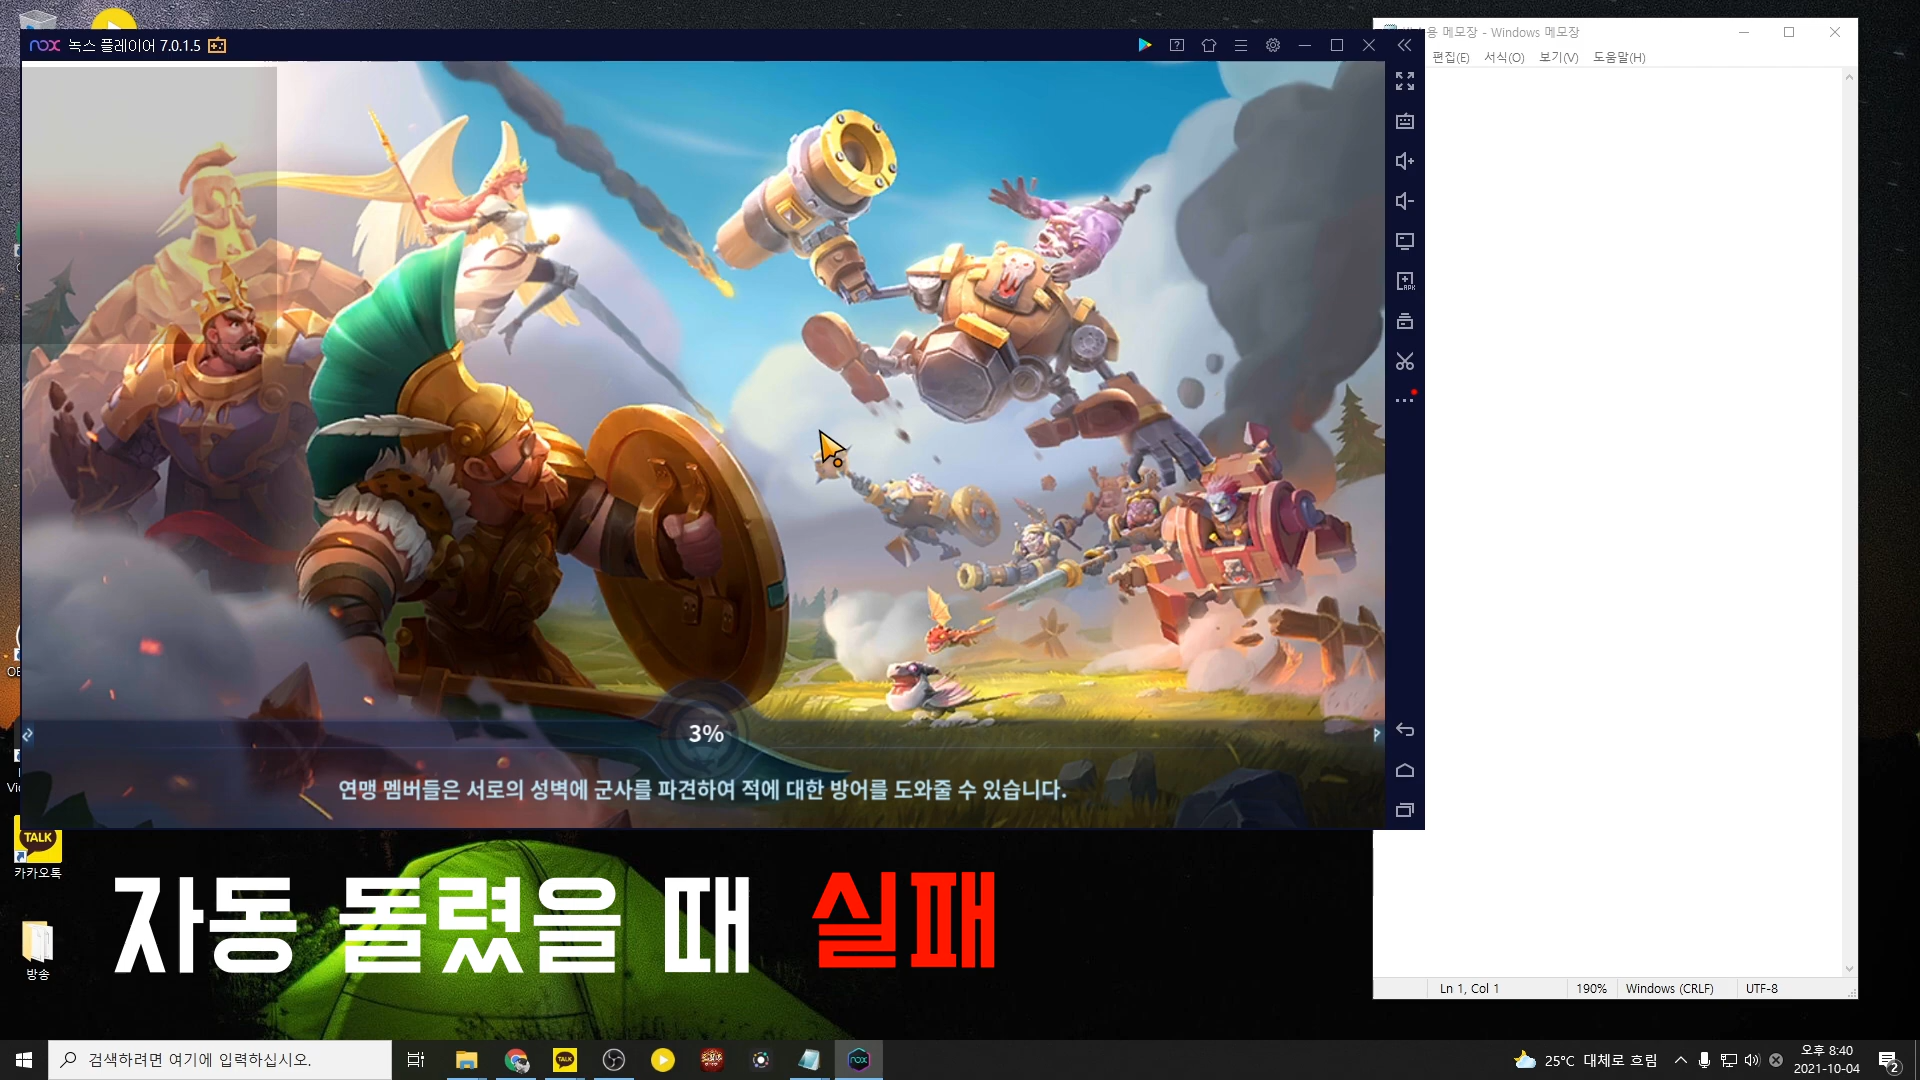 nox 녹스 플레이어 7.0.1.5
용 메모장 - Windows 메모장
편집(E) 서식(O) 보기(V) 도움말(H)
3%
연맹 멤버들은 서로의 성벽에 군사를 파견하여 적에 대한 방어를 도와줄 수 있습니다.
TALK
카카오톡
방송
자동 돌렸을 때 실패
Ln 1, Col 1 190% Windows (CRLF) UTF-8
검색하려면 여기에 입력하십시오.
TALK
nox
25°C 대체로 흐림
오후 8:40
2021-10-04
2